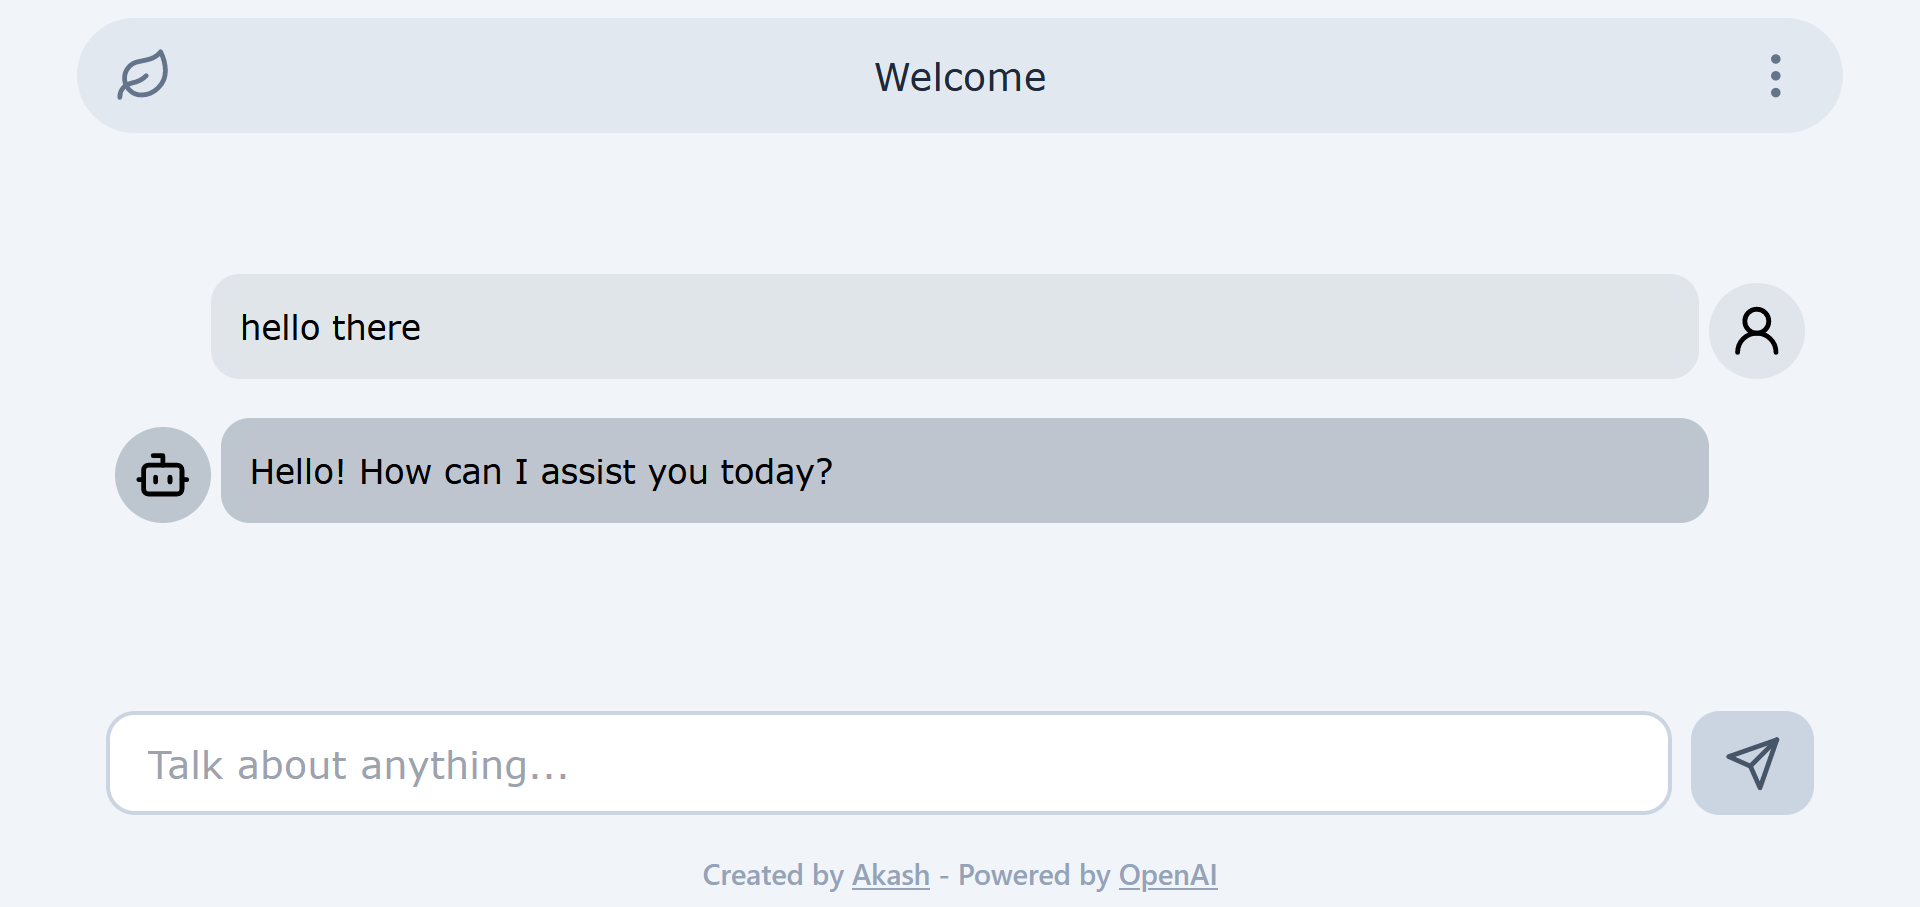 Welcome
hello there
Hello! How can I assist you today?
Talk about anything...
Created by Akash - Powered by OpenAI